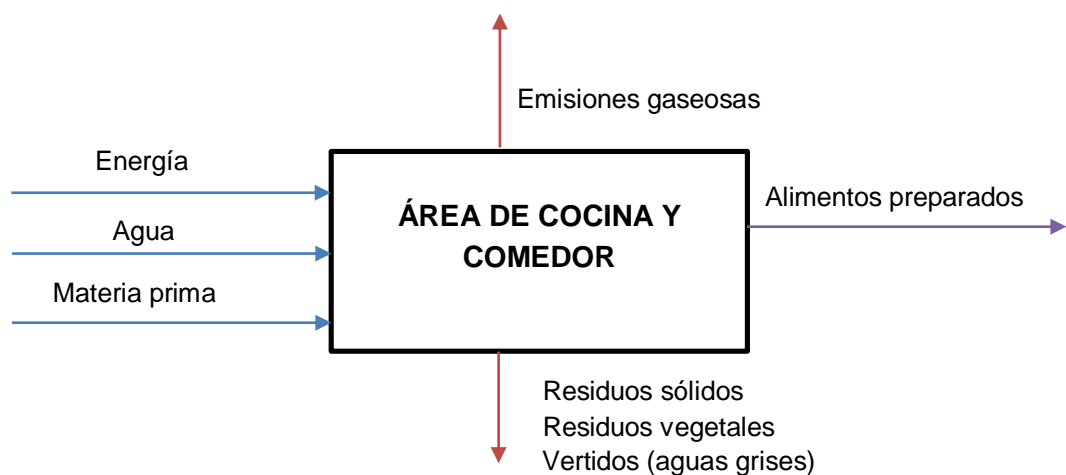 Emisiones gaseosas
Energía
Agua
Materia prima
ÁREA DE COCINA Y
COMEDOR
Alimentos preparados
Residuos sólidos
Residuos vegetales
Vertidos (aguas grises)